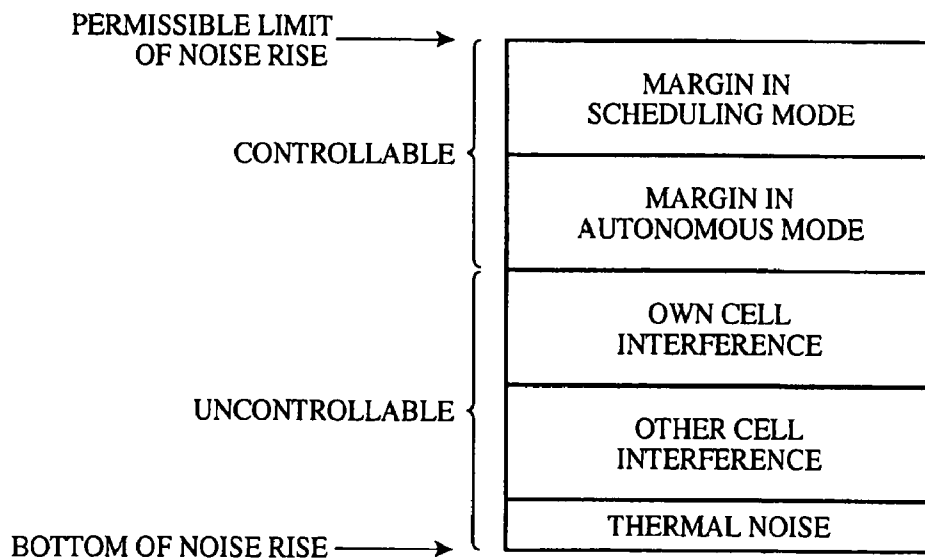 PERMISSIBLE LIMIT
OF NOISE RISE
MARGIN IN
SCHEDULING MODE
CONTROLLABLE
MARGIN IN
AUTONOMOUS MODE
OWN CELL
INTERFERENCE
UNCONTROLLABLE
OTHER CELL
INTERFERENCE
THERMAL NOISE
BOTTOM OF NOISE RISE